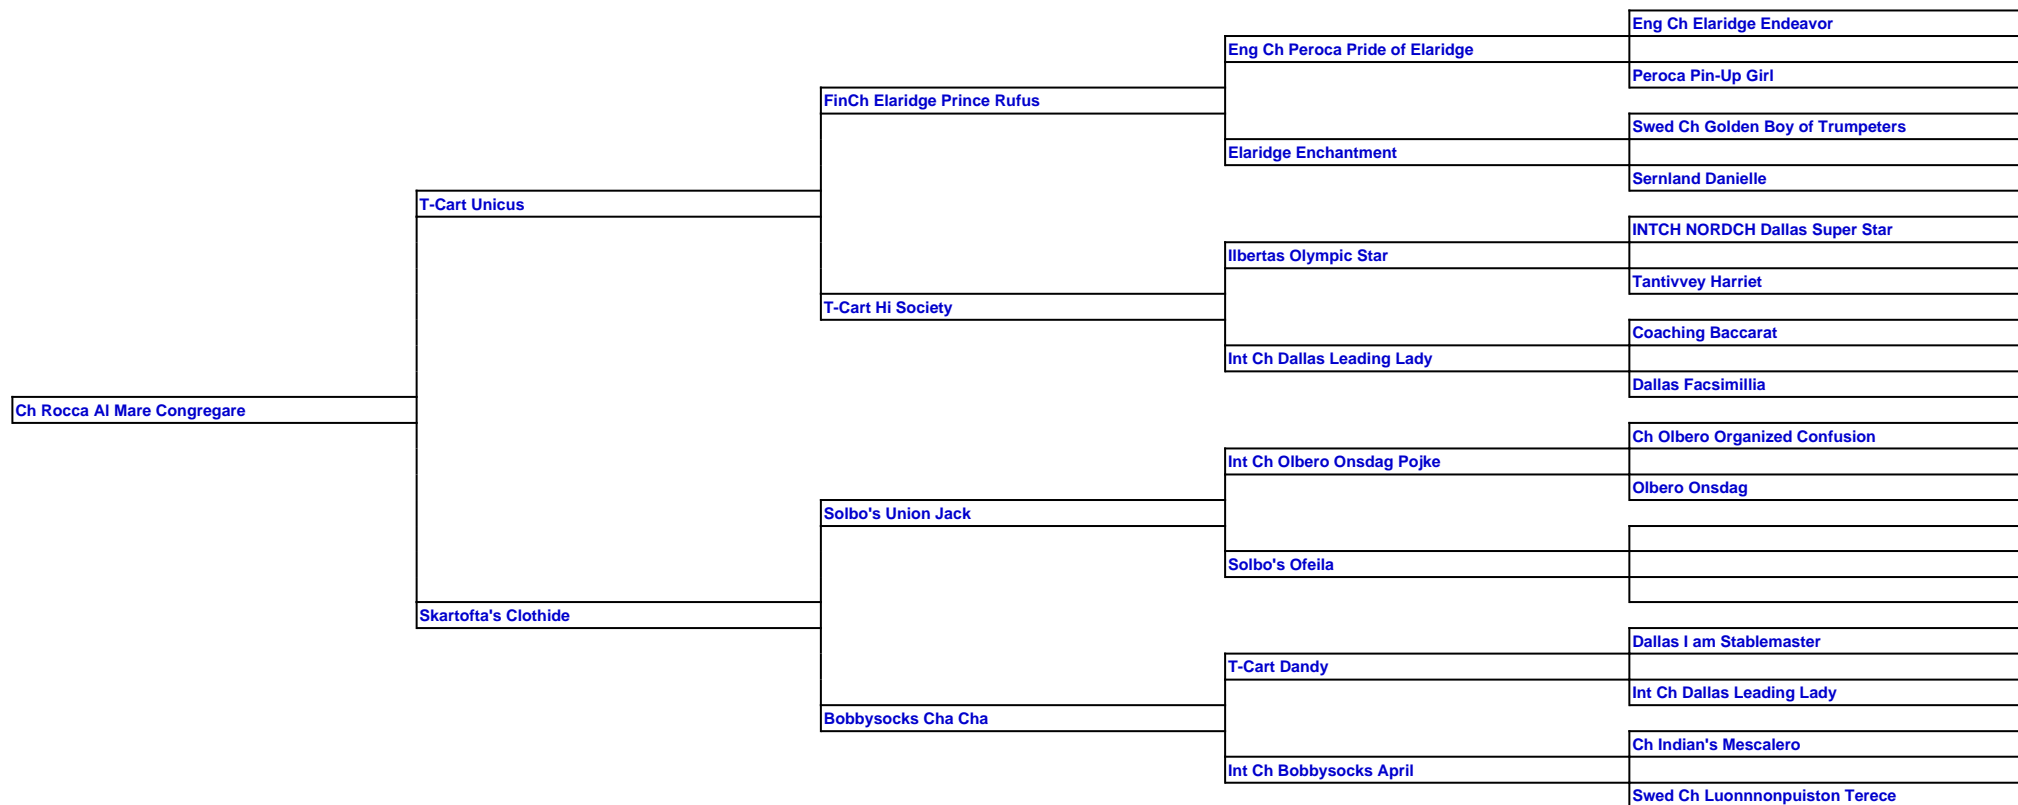 Eng Ch Elaridge Endeavor
Eng Ch Peroca Pride of Elaridge
Peroca Pin-Up Girl
FinCh Elaridge Prince Rufus
Swed Ch Golden Boy of Trumpeters
Elaridge Enchantment
Sernland Danielle
T-Cart Unicus
INTCH NORDCH Dallas Super Star
Ilbertas Olympic Star
Tantivvey Harriet
T-Cart Hi Society
Coaching Baccarat
Int Ch Dallas Leading Lady
Dallas Facsimillia
Ch Rocca Al Mare Congregare
Ch Olbero Organized Confusion
Int Ch Olbero Onsdag Pojke
Olbero Onsdag
Solbo's Union Jack
Solbo's Ofeila
Skartofta's Clothide
Dallas I am Stablemaster
T-Cart Dandy
Int Ch Dallas Leading Lady
Bobbysocks Cha Cha
Ch Indian's Mescalero
Int Ch Bobbysocks April
Swed Ch Luonnnonpuiston Terece